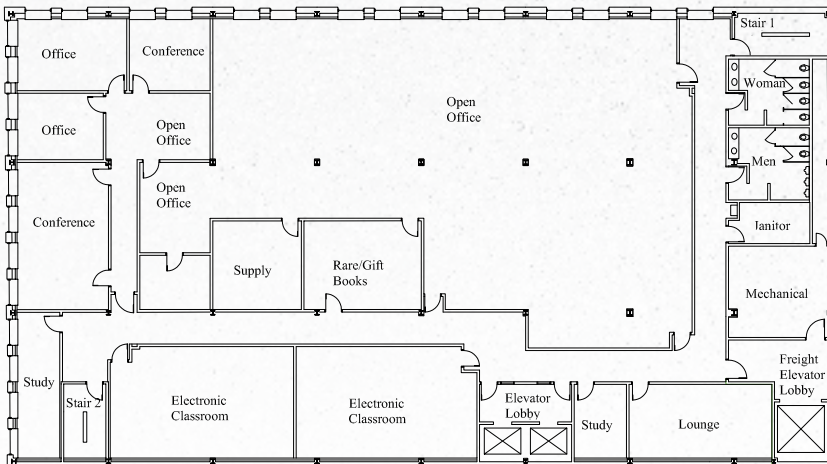 Stair 1
Office
Conference
Woman
Open
Office
Office
Open
Office
Men
Open
Office
Conference
Janitor
Supply
Rare/Gift
Books
Mechanical
Freight
Elevator
Lobby
Study
Stair 2
Electronic
Classroom
Electronic
Classroom
Elevator
Lobby
Study
Lounge